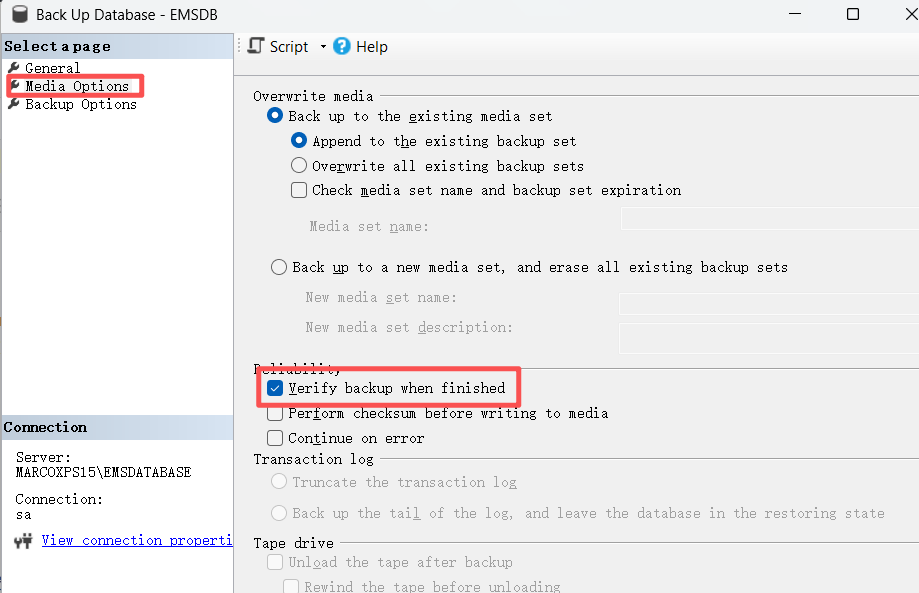 Back Up Database - EMSDB
Select a page
General
Media Options
Backup Options
Script
Help
Overwrite media
Back up to the existing media set
Append to the existing backup set
Overwrite all existing backup sets
Check media set name and backup set expiration
Media set name:
Back up to a new media set, and erase all existing backup sets
New media set name:
New media set description:
Reliability
Verify backup when finished
Perform checksum before writing to media
Continue on error
Transaction log
Truncate the transaction log
Back up the tail of the log, and leave the database in the restoring state
Tape drive
Unload the tape after backup
Rewind the tape before unloading
Connection
Server:
MARCOXPS15\EMSDATABASE
Connection:
sa
View connection properti